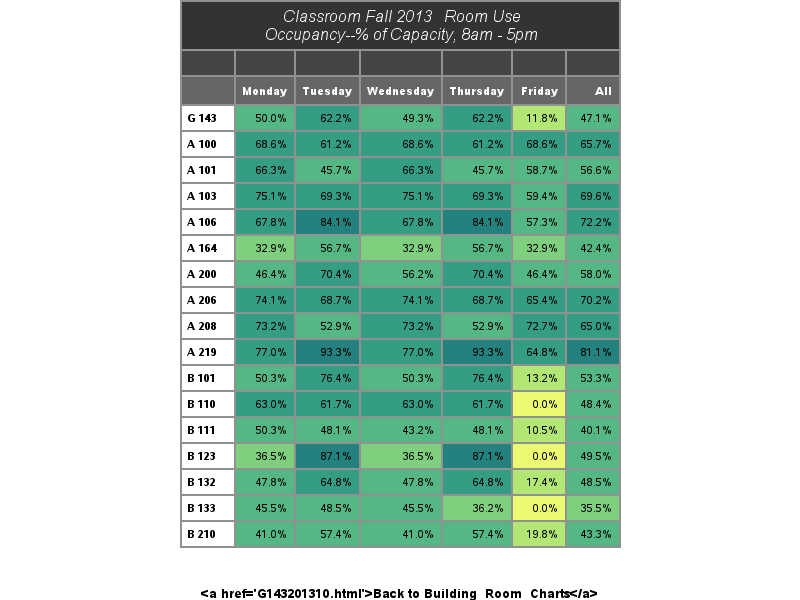 Classroom Fall 2013 Room Use
Occupancy--% of Capacity, 8am - 5pm
Monday Tuesday Wednesday Thursday Friday All
G 143 50.0% 62.2% 49.3% 62.2% 11.8% 47.1%
A 100 68.6% 61.2% 68.6% 61.2% 68.6% 65.7%
A 101 66.3% 45.7% 66.3% 45.7% 58.7% 56.6%
A 103 75.1% 69.3% 75.1% 69.3% 59.4% 69.6%
A 106 67.8% 84.1% 67.8% 84.1% 57.3% 72.2%
A 164 32.9% 56.7% 32.9% 56.7% 32.9% 42.4%
A 200 46.4% 70.4% 56.2% 70.4% 46.4% 58.0%
A 206 74.1% 68.7% 74.1% 68.7% 65.4% 70.2%
A 208 73.2% 52.9% 73.2% 52.9% 72.7% 65.0%
A 219 77.0% 93.3% 77.0% 93.3% 64.8% 81.1%
B 101 50.3% 76.4% 50.3% 76.4% 13.2% 53.3%
B 110 63.0% 61.7% 63.0% 61.7% 0.0% 48.4%
B 111 50.3% 48.1% 43.2% 48.1% 10.5% 40.1%
B 123 36.5% 87.1% 36.5% 87.1% 0.0% 49.5%
B 132 47.8% 64.8% 47.8% 64.8% 17.4% 48.5%
B 133 45.5% 48.5% 45.5% 36.2% 0.0% 35.5%
B 210 41.0% 57.4% 41.0% 57.4% 19.8% 43.3%
<a href='G143201310.html'>Back to Building Room Charts</a>